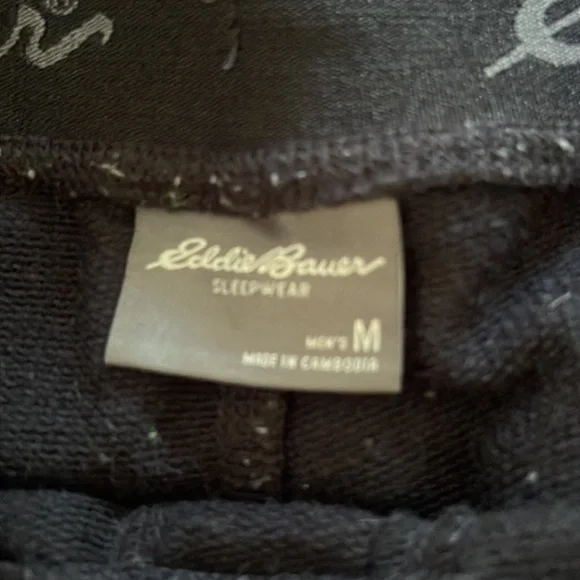 Eddie Bauer
SLEEPWEAR
MEN'S M
MADE IN CAMBODIA